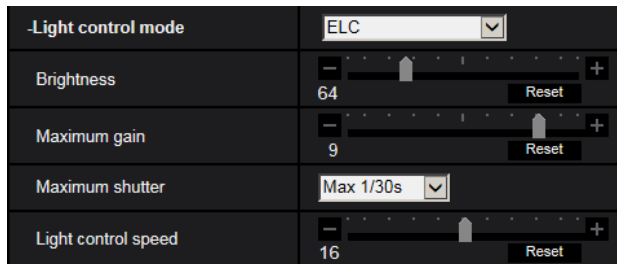 -Light control mode ELC
Brightness - +
64 Reset
Maximum gain - +
9 Reset
Maximum shutter Max 1/30s
Light control speed - +
16 Reset